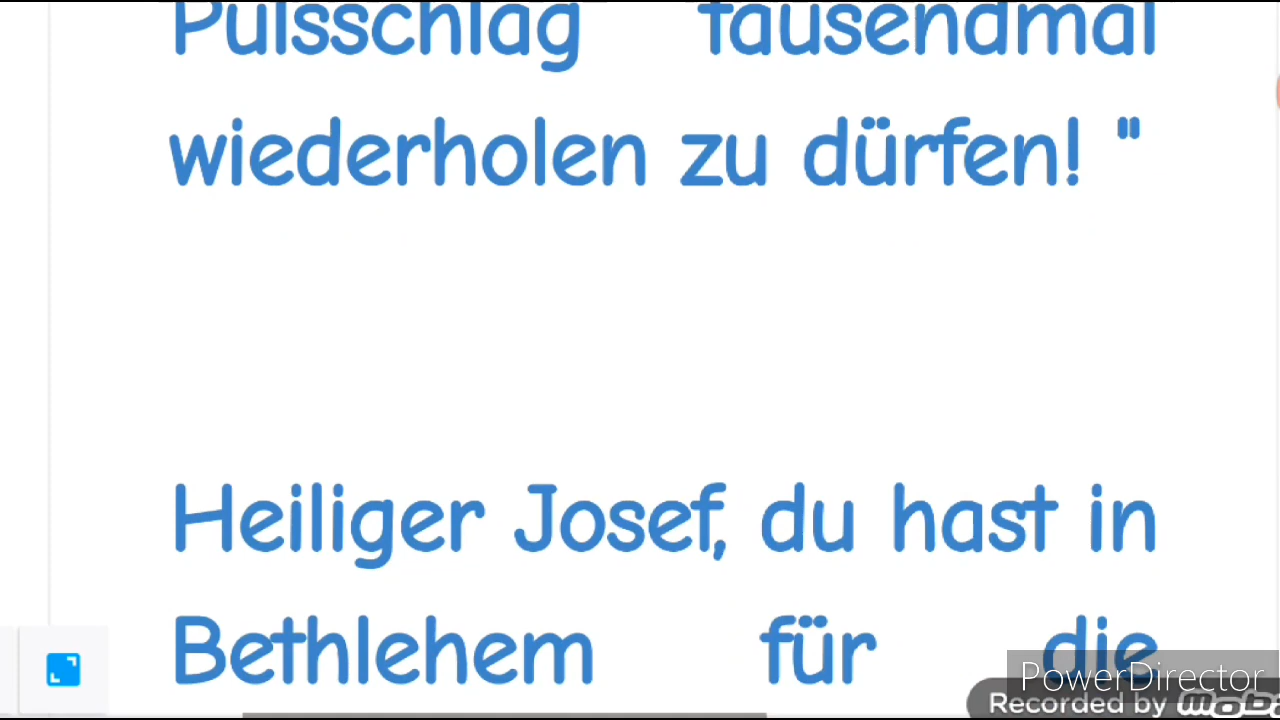 Pulsschlag tausendmal
wiederholen zu dürfen! "
Heiliger Josef, du hast in
Bethlehem für die
PowerDirector
Recorded by